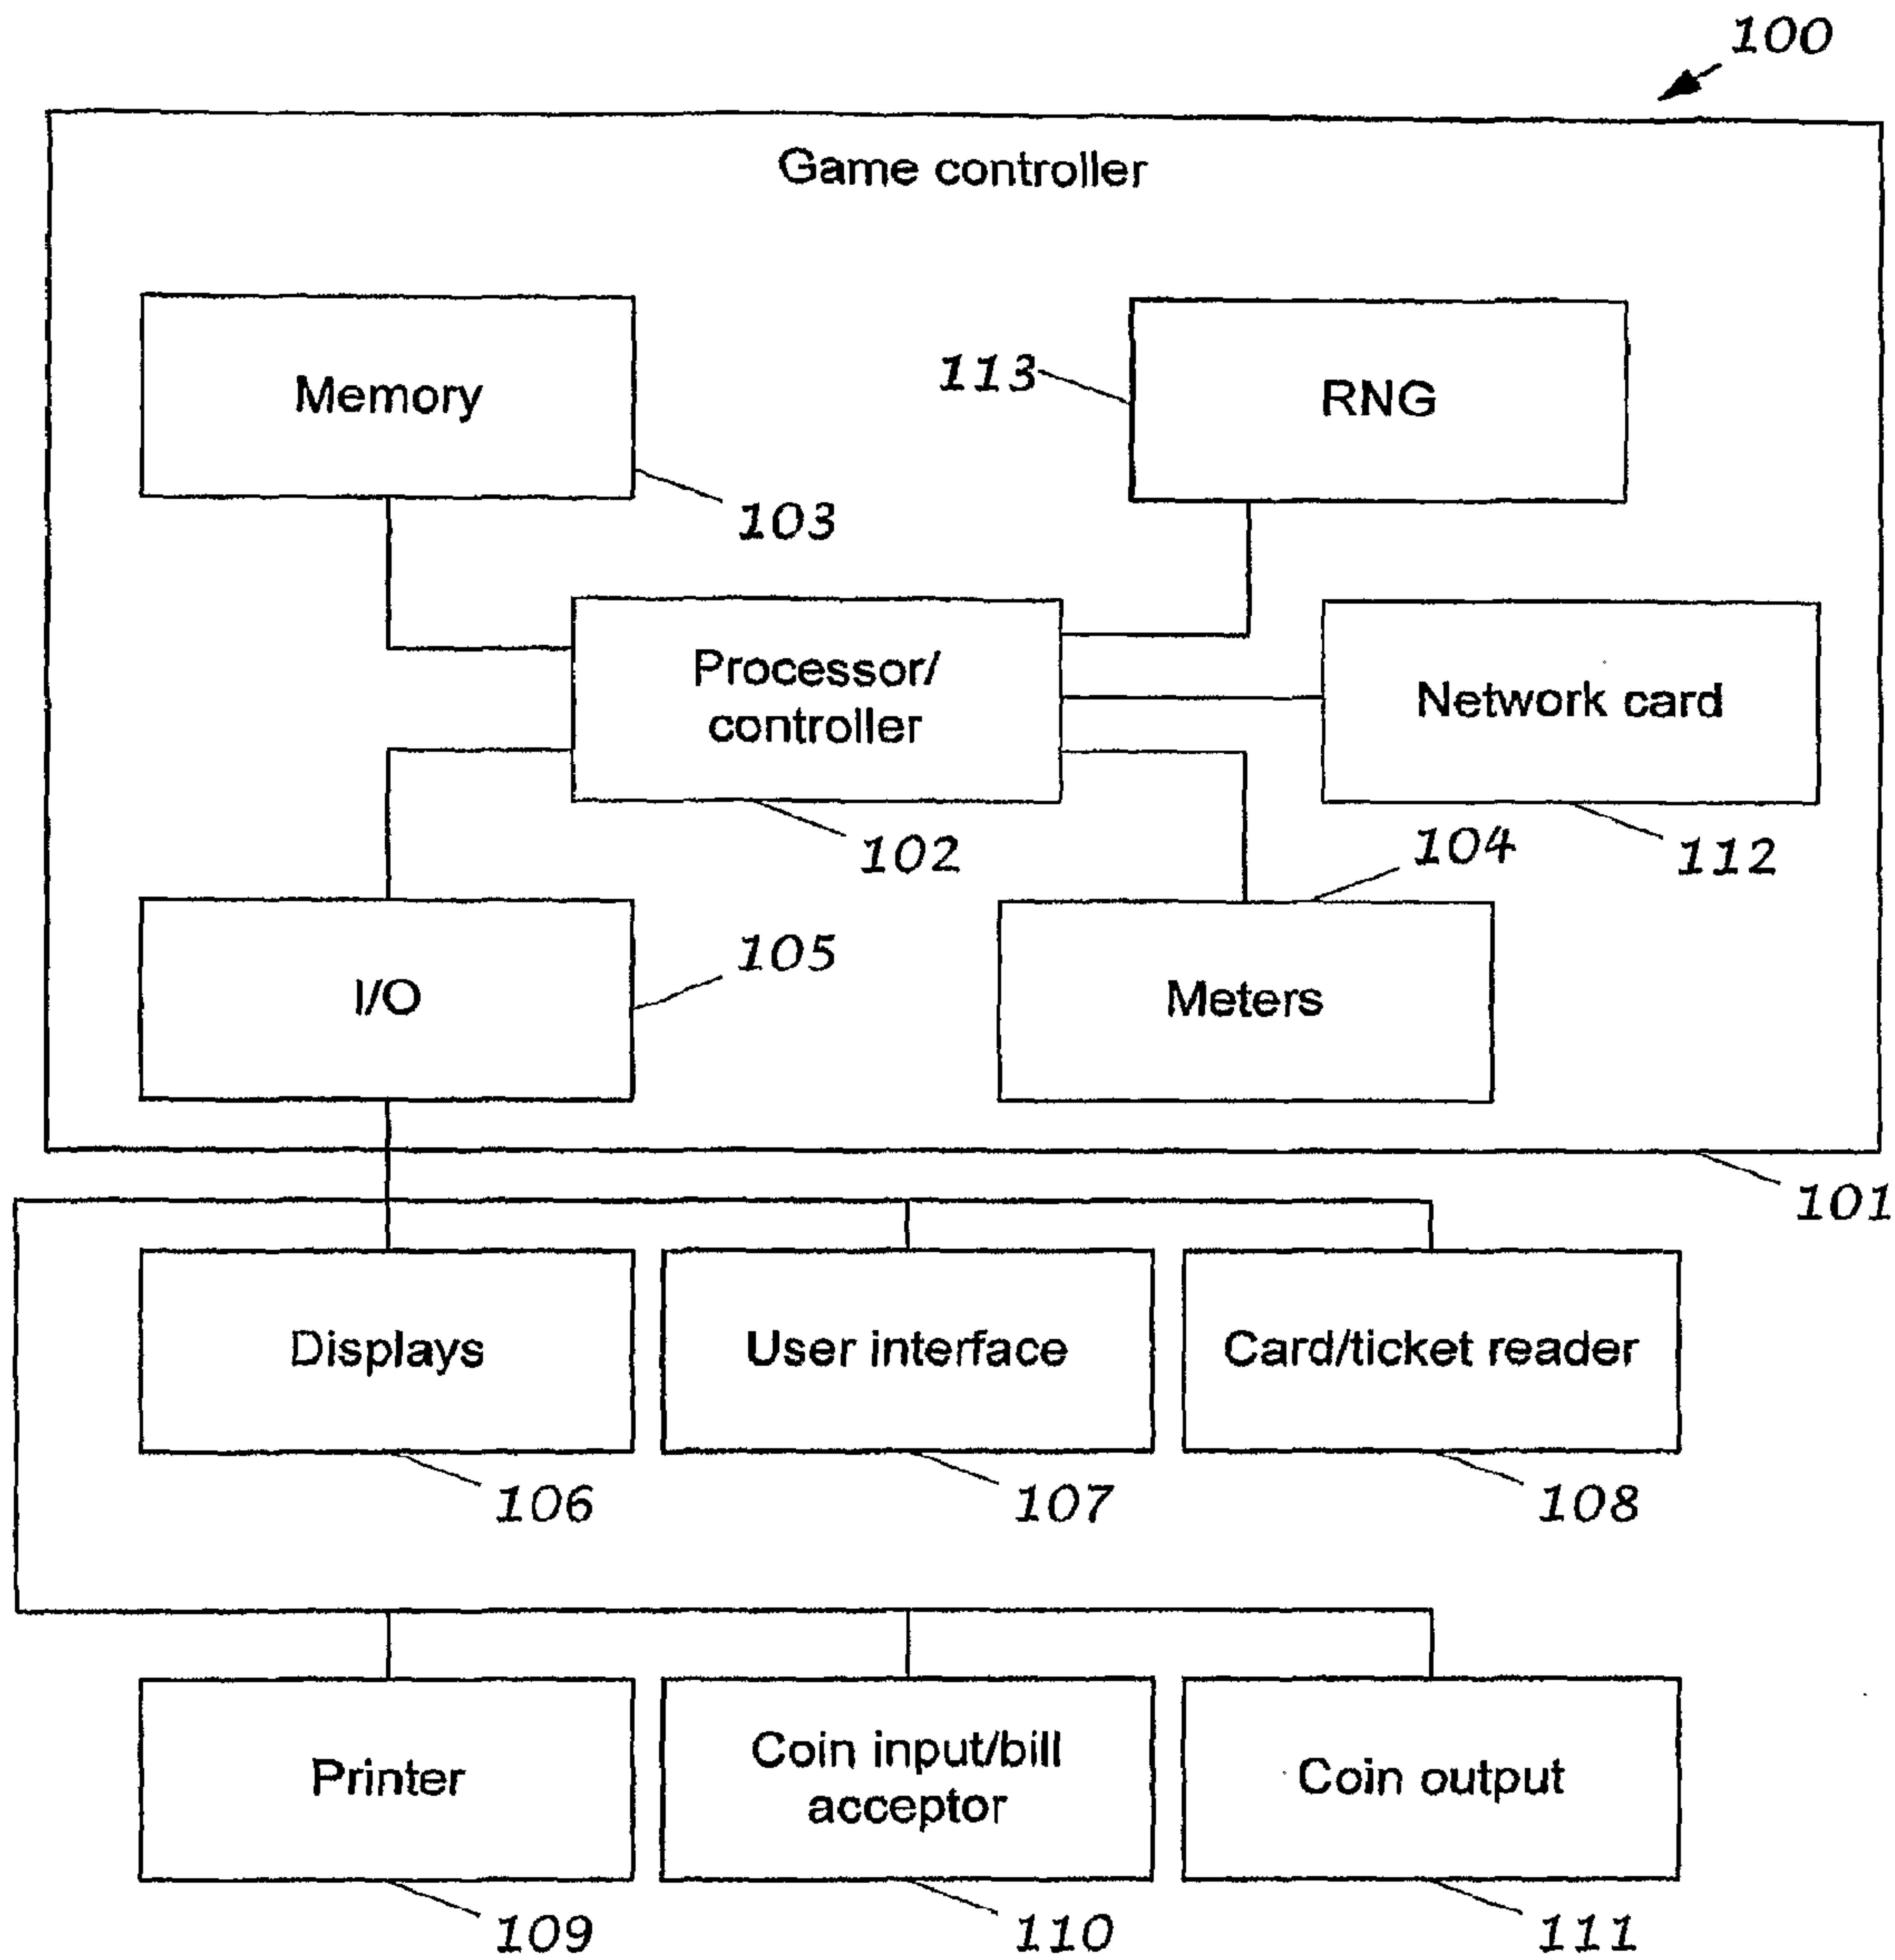 100
Game controller
Memory
103
113
RNG
Processor/
controller
102
Network card
112
I/O
105
104
Meters
101
Displays
106
User interface
107
Card/ticket reader
108
Printer
109
Coin input/bill
acceptor
110
Coin output
111